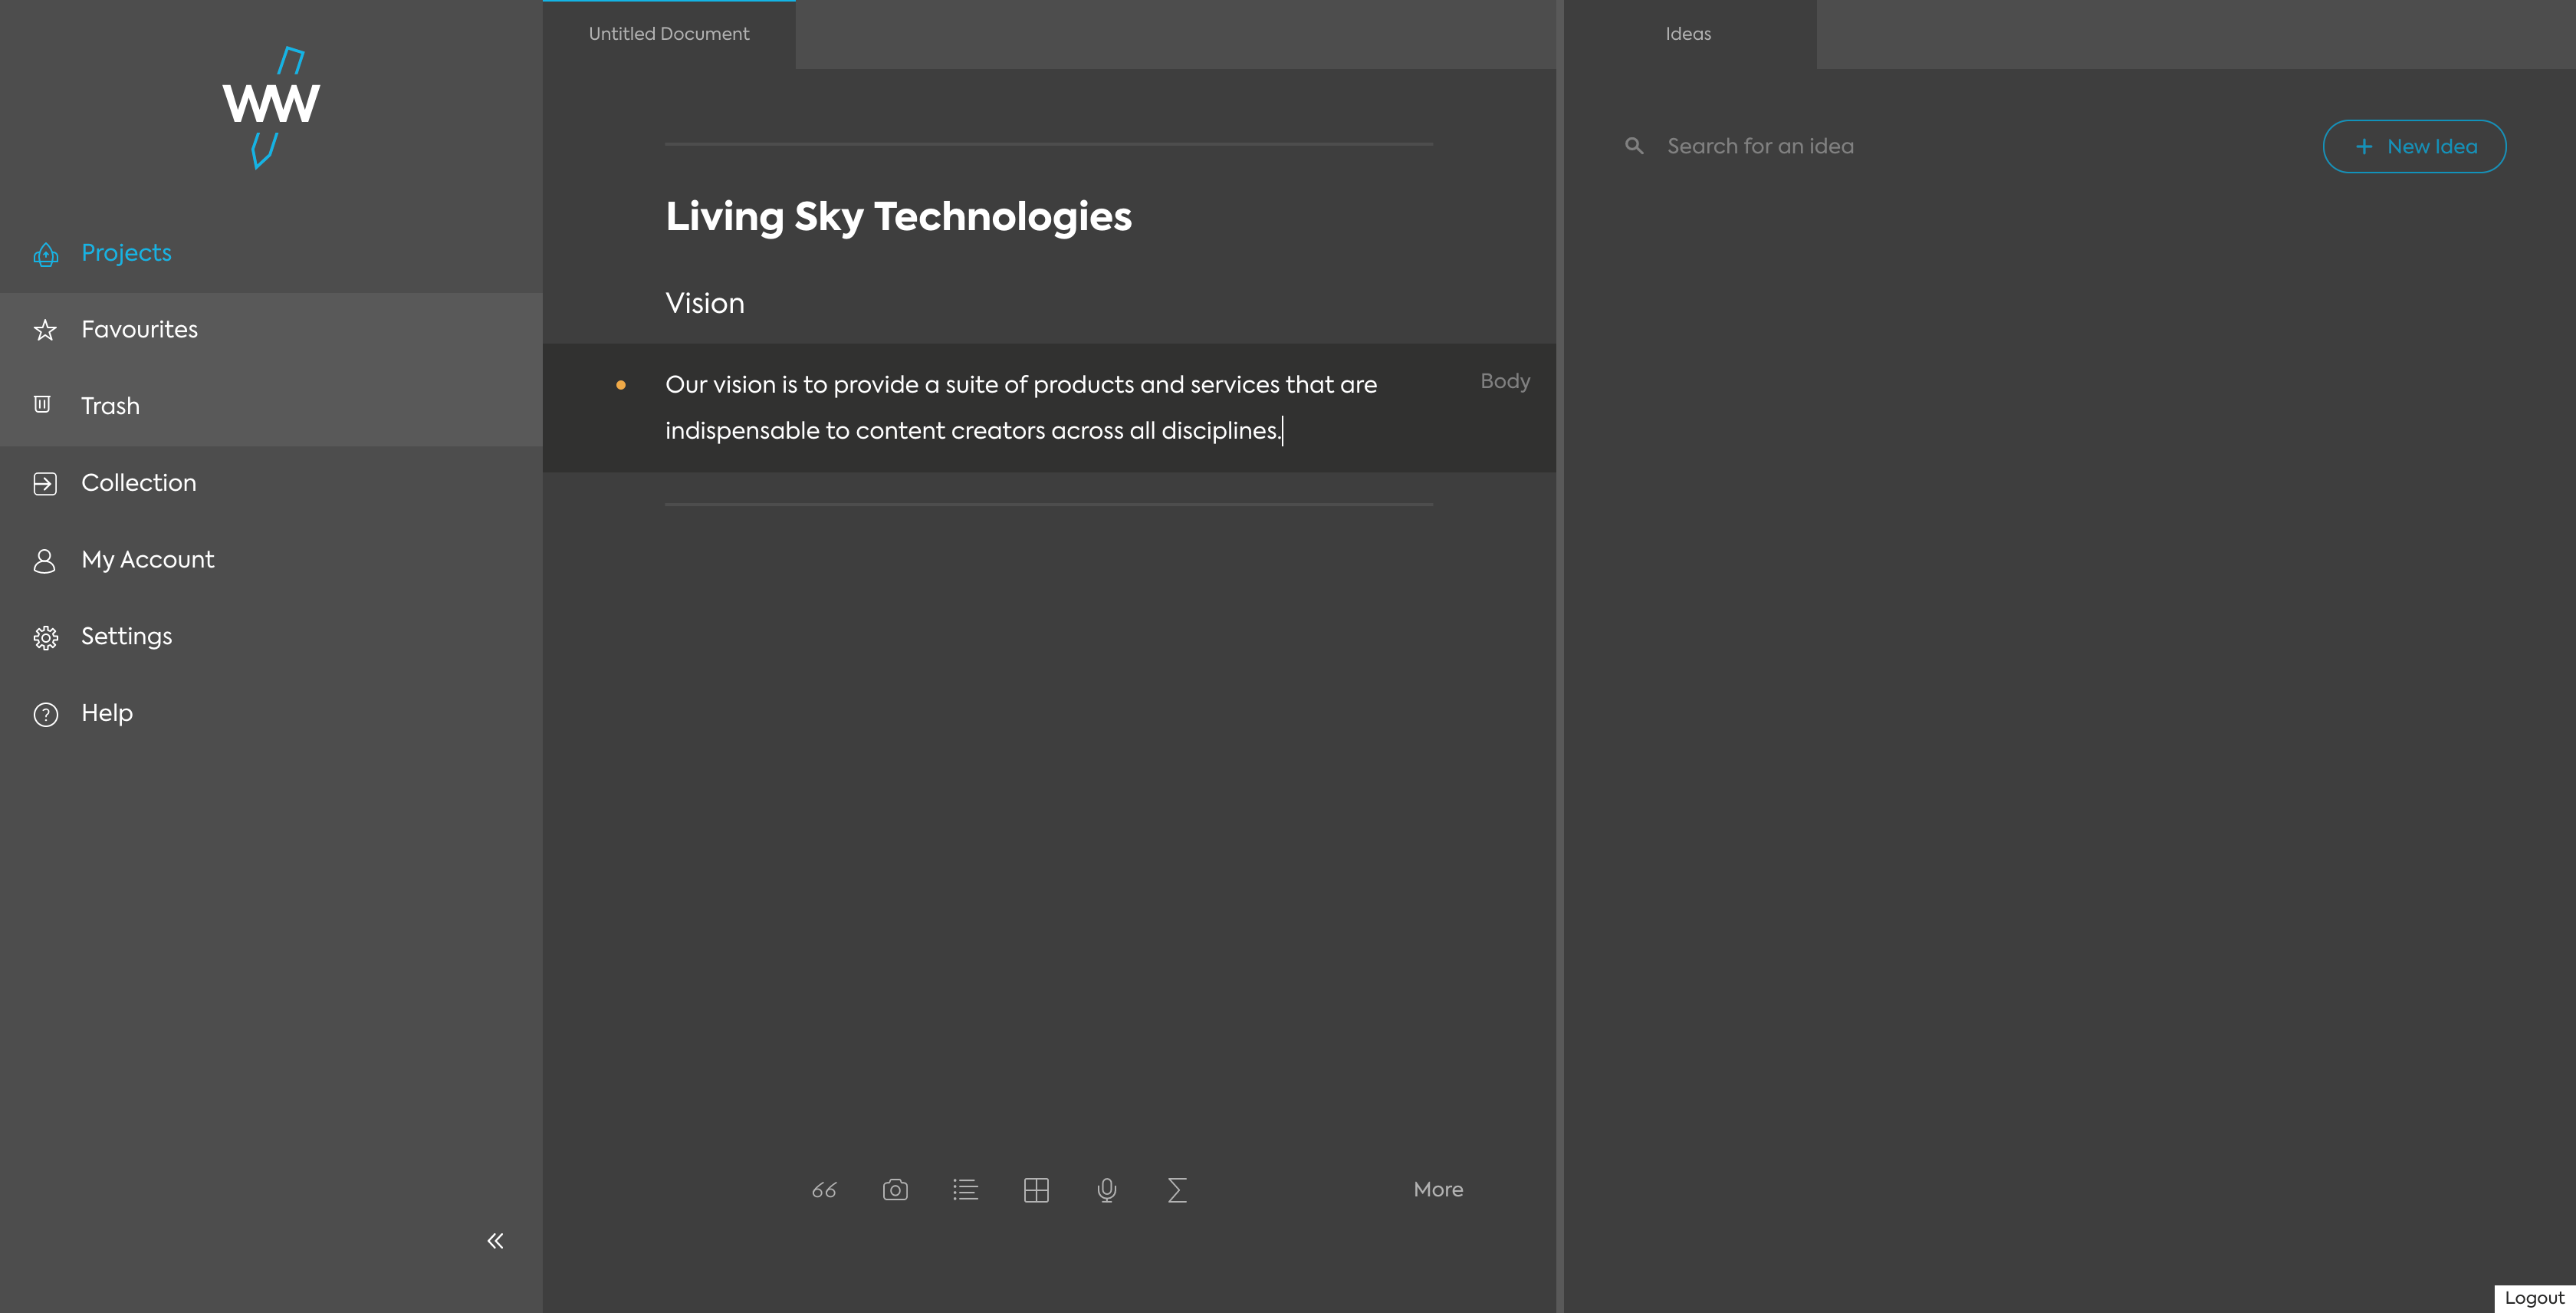 WW
Projects
Favourites
Trash
Collection
My Account
Settings
Help
Untitled Document
Living Sky Technologies
Vision
Our vision is to provide a suite of products and services that are
indispensable to content creators across all disciplines.
Body
More
Ideas
Search for an idea
+ New Idea
Logout